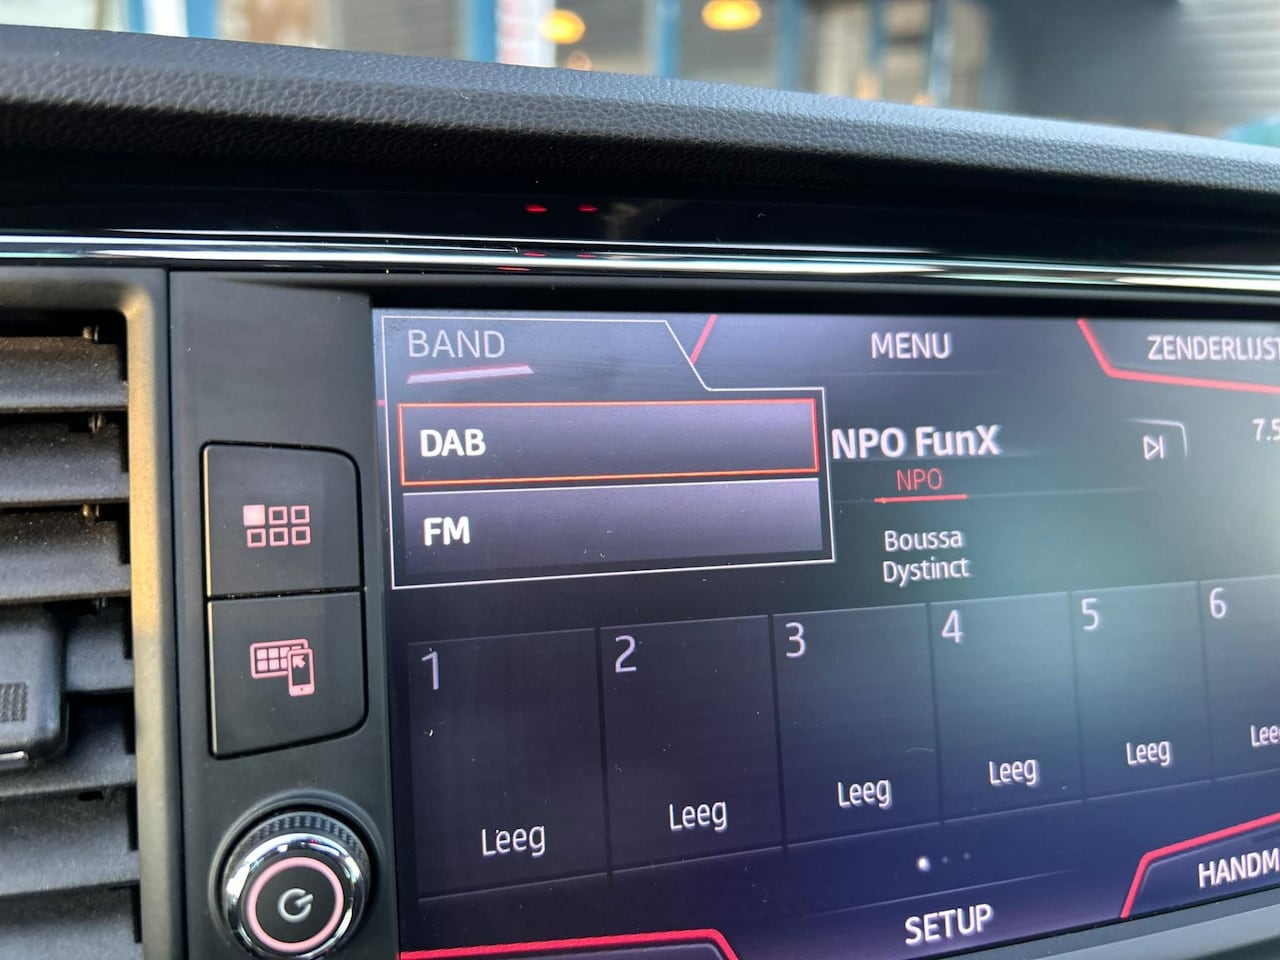 BAND
MENU
ZENDERLIJST
DAB
NPO FunX
NPO
FM
Boussa
Dystinct
1
2
3
4
5
6
Leeg
Leeg
Leeg
Leeg
Leeg
SETUP